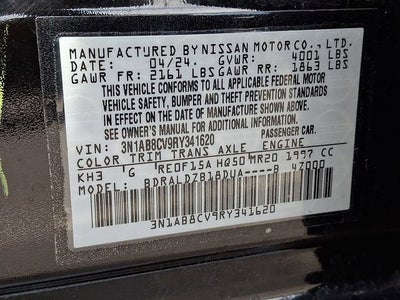 MANUFACTURED BY NISSAN MOTOR CO., LTD.
DATE: 04/24. GVWR: 4001 LBS
GAWR FR: 2161 LBS GAWR RR: 1863 LBS
THIS VEHICLE CONFORMS TO ALL APPLICABLE FEDERAL MOTOR
VEHICLE SAFETY, BUMPER AND THEFT PREVENTION STANDARDS
IN EFFECT ON THE DATE OF MANUFACTURE SHOWN ABOVE.
SEE OWNER'S MANUAL FOR ADDITIONAL INFORMATION.
PASSENGER CAR
VIN: 3N1AB8CV9RY341620
COLOR TRIM TRANS AXLE ENGINE
KH3 G RE0F15A HQ50 MR20 1997 CC
MODEL: BDRALDZB18DUA----B 4Z000
3N1AB8CV9RY341620